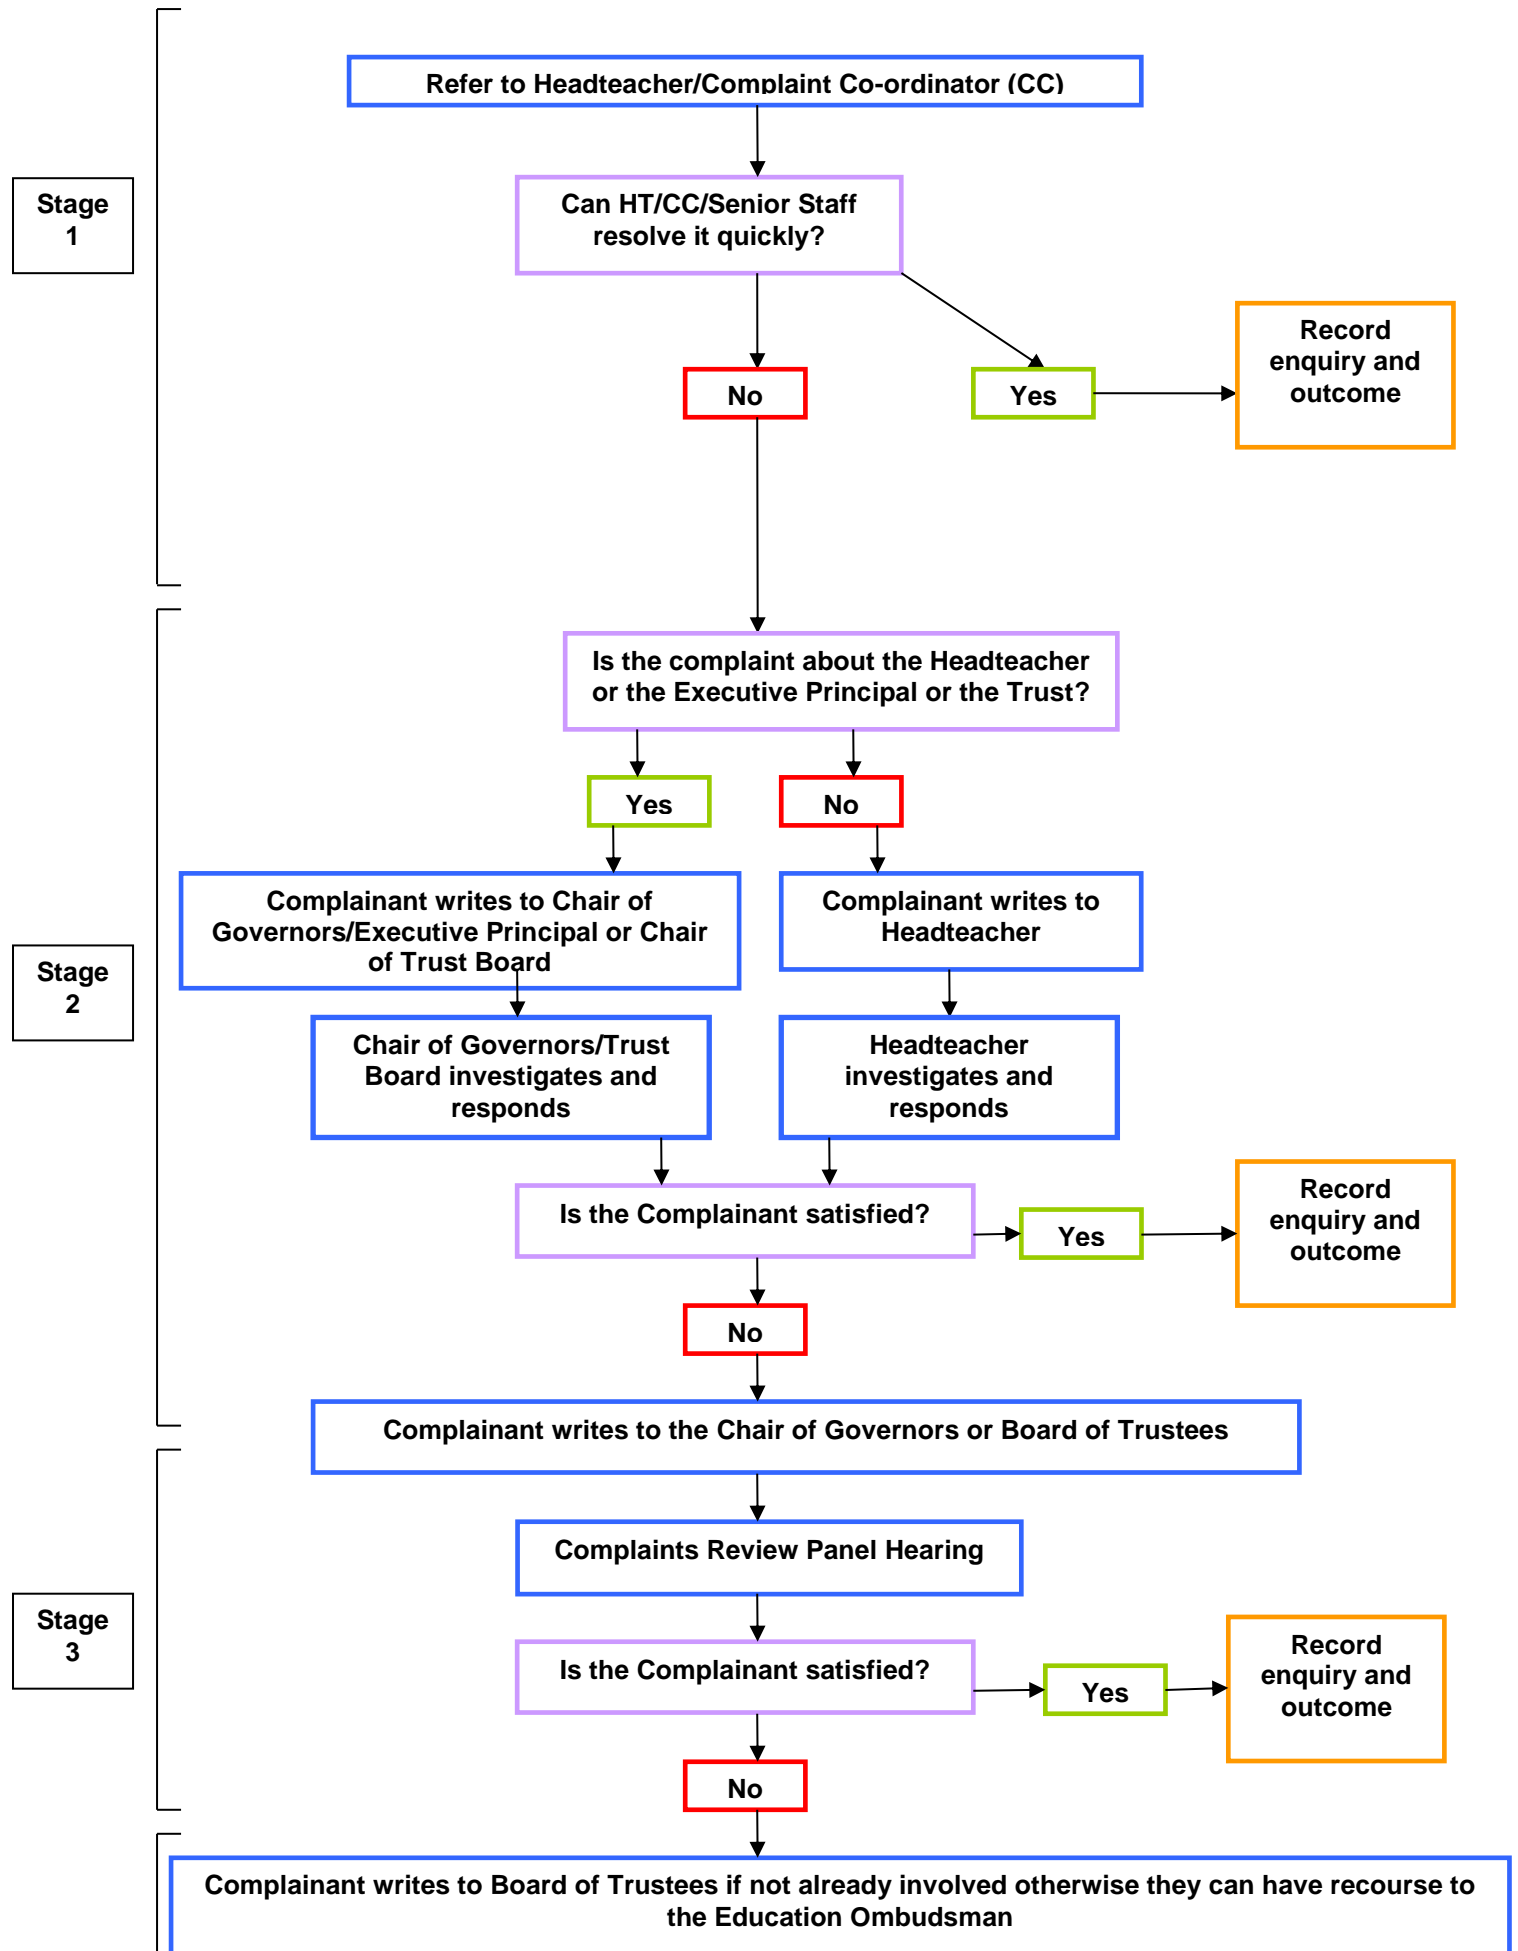 Refer to Headteacher/Complaint Co-ordinator (CC)
Stage
1
Can HT/CC/Senior Staff
resolve it quickly?
No
Yes
Record
enquiry and
outcome
Is the complaint about the Headteacher
or the Executive Principal or the Trust?
Yes
No
Stage
2
Complainant writes to Chair of
Governors/Executive Principal or Chair
of Trust Board
Complainant writes to
Headteacher
Chair of Governors/Trust
Board investigates and
responds
Headteacher
investigates and
responds
Is the Complainant satisfied?
Yes
Record
enquiry and
outcome
No
Complainant writes to the Chair of Governors or Board of Trustees
Complaints Review Panel Hearing
Stage
3
Is the Complainant satisfied?
Yes
Record
enquiry and
outcome
No
Complainant writes to Board of Trustees if not already involved otherwise they can have recourse to
the Education Ombudsman